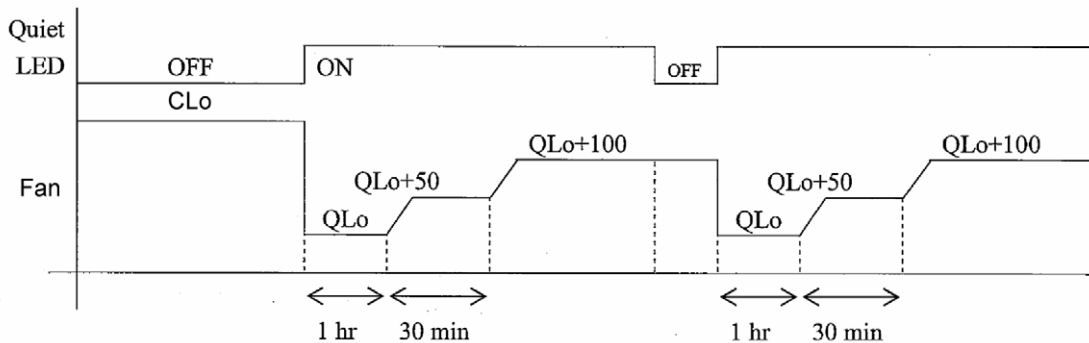 Quiet
LED
OFF
ON
OFF
CLo
Fan
QLo
QLo+50
QLo+100
QLo
QLo+50
QLo+100
1 hr
30 min
1 hr
30 min